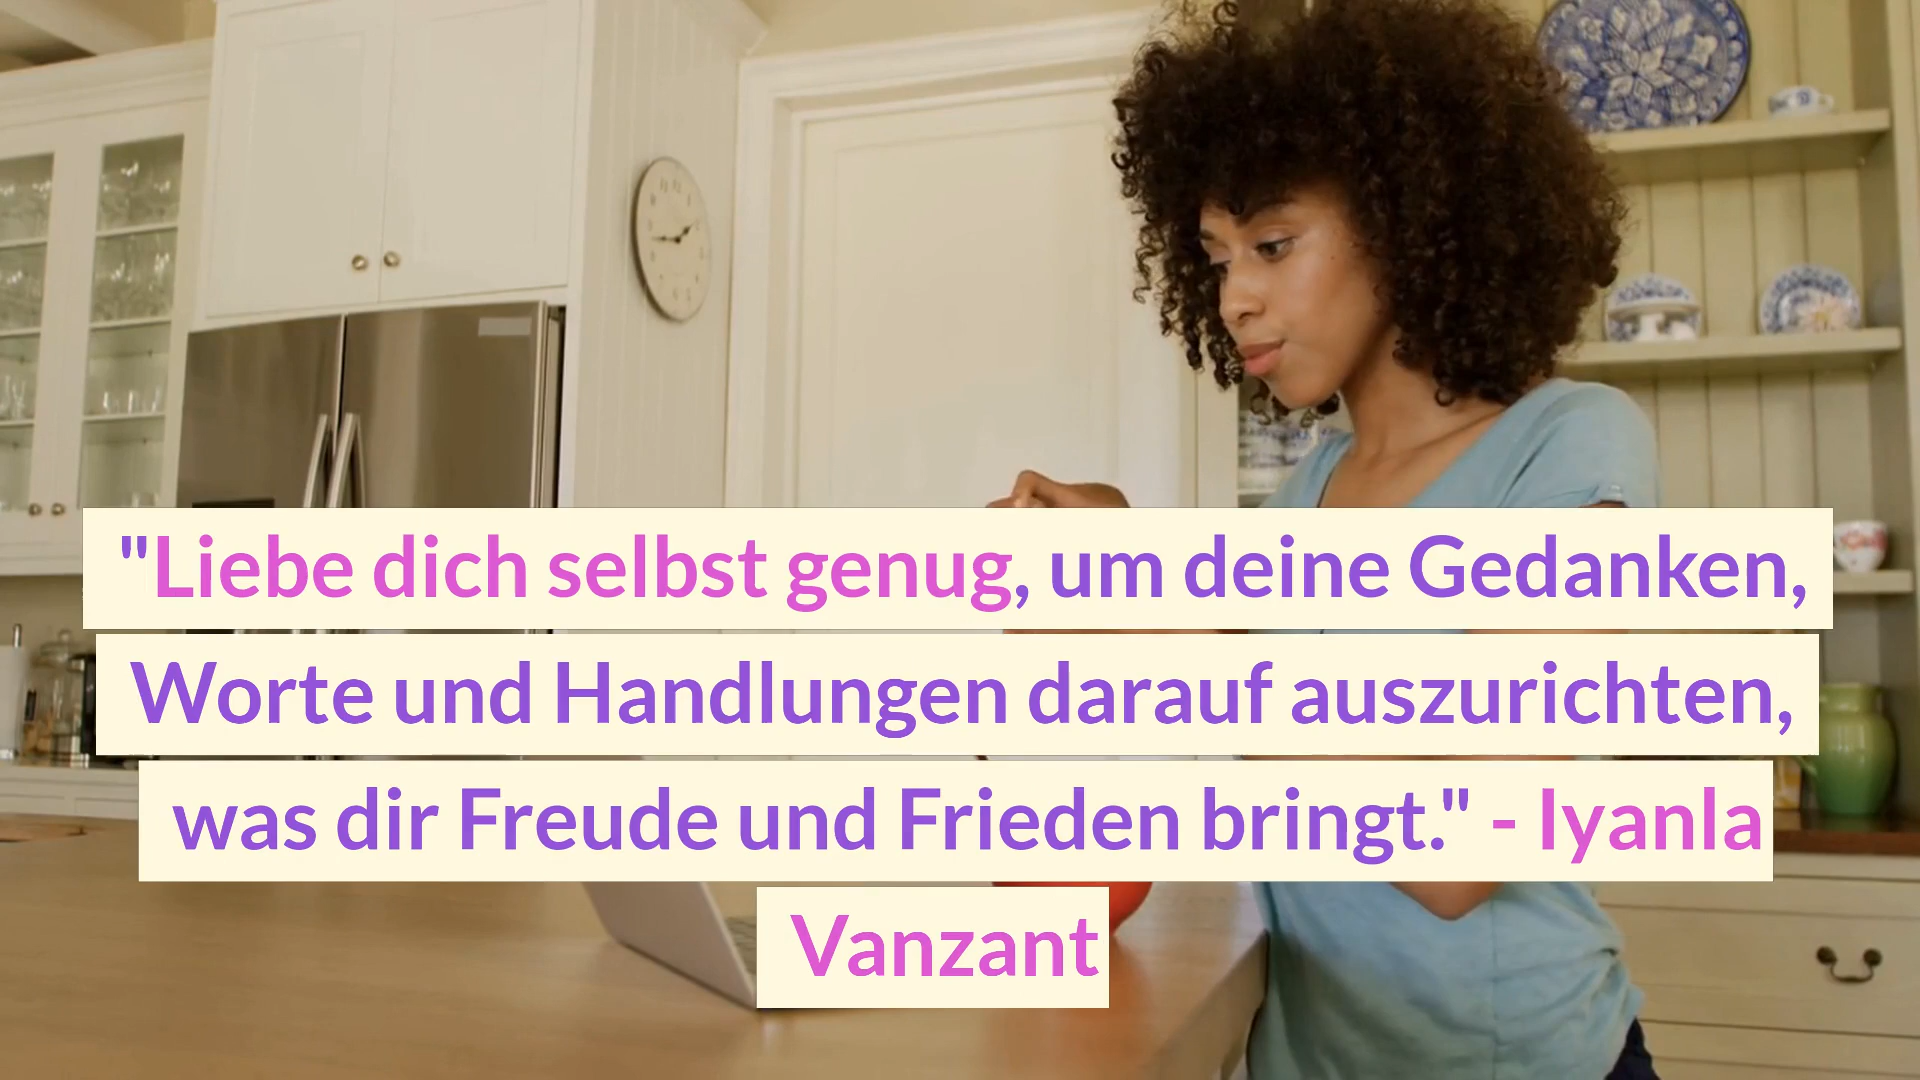 "Liebe dich selbst genug, um deine Gedanken,
Worte und Handlungen darauf auszurichten,
was dir Freude und Frieden bringt." - Iyanla
Vanzant